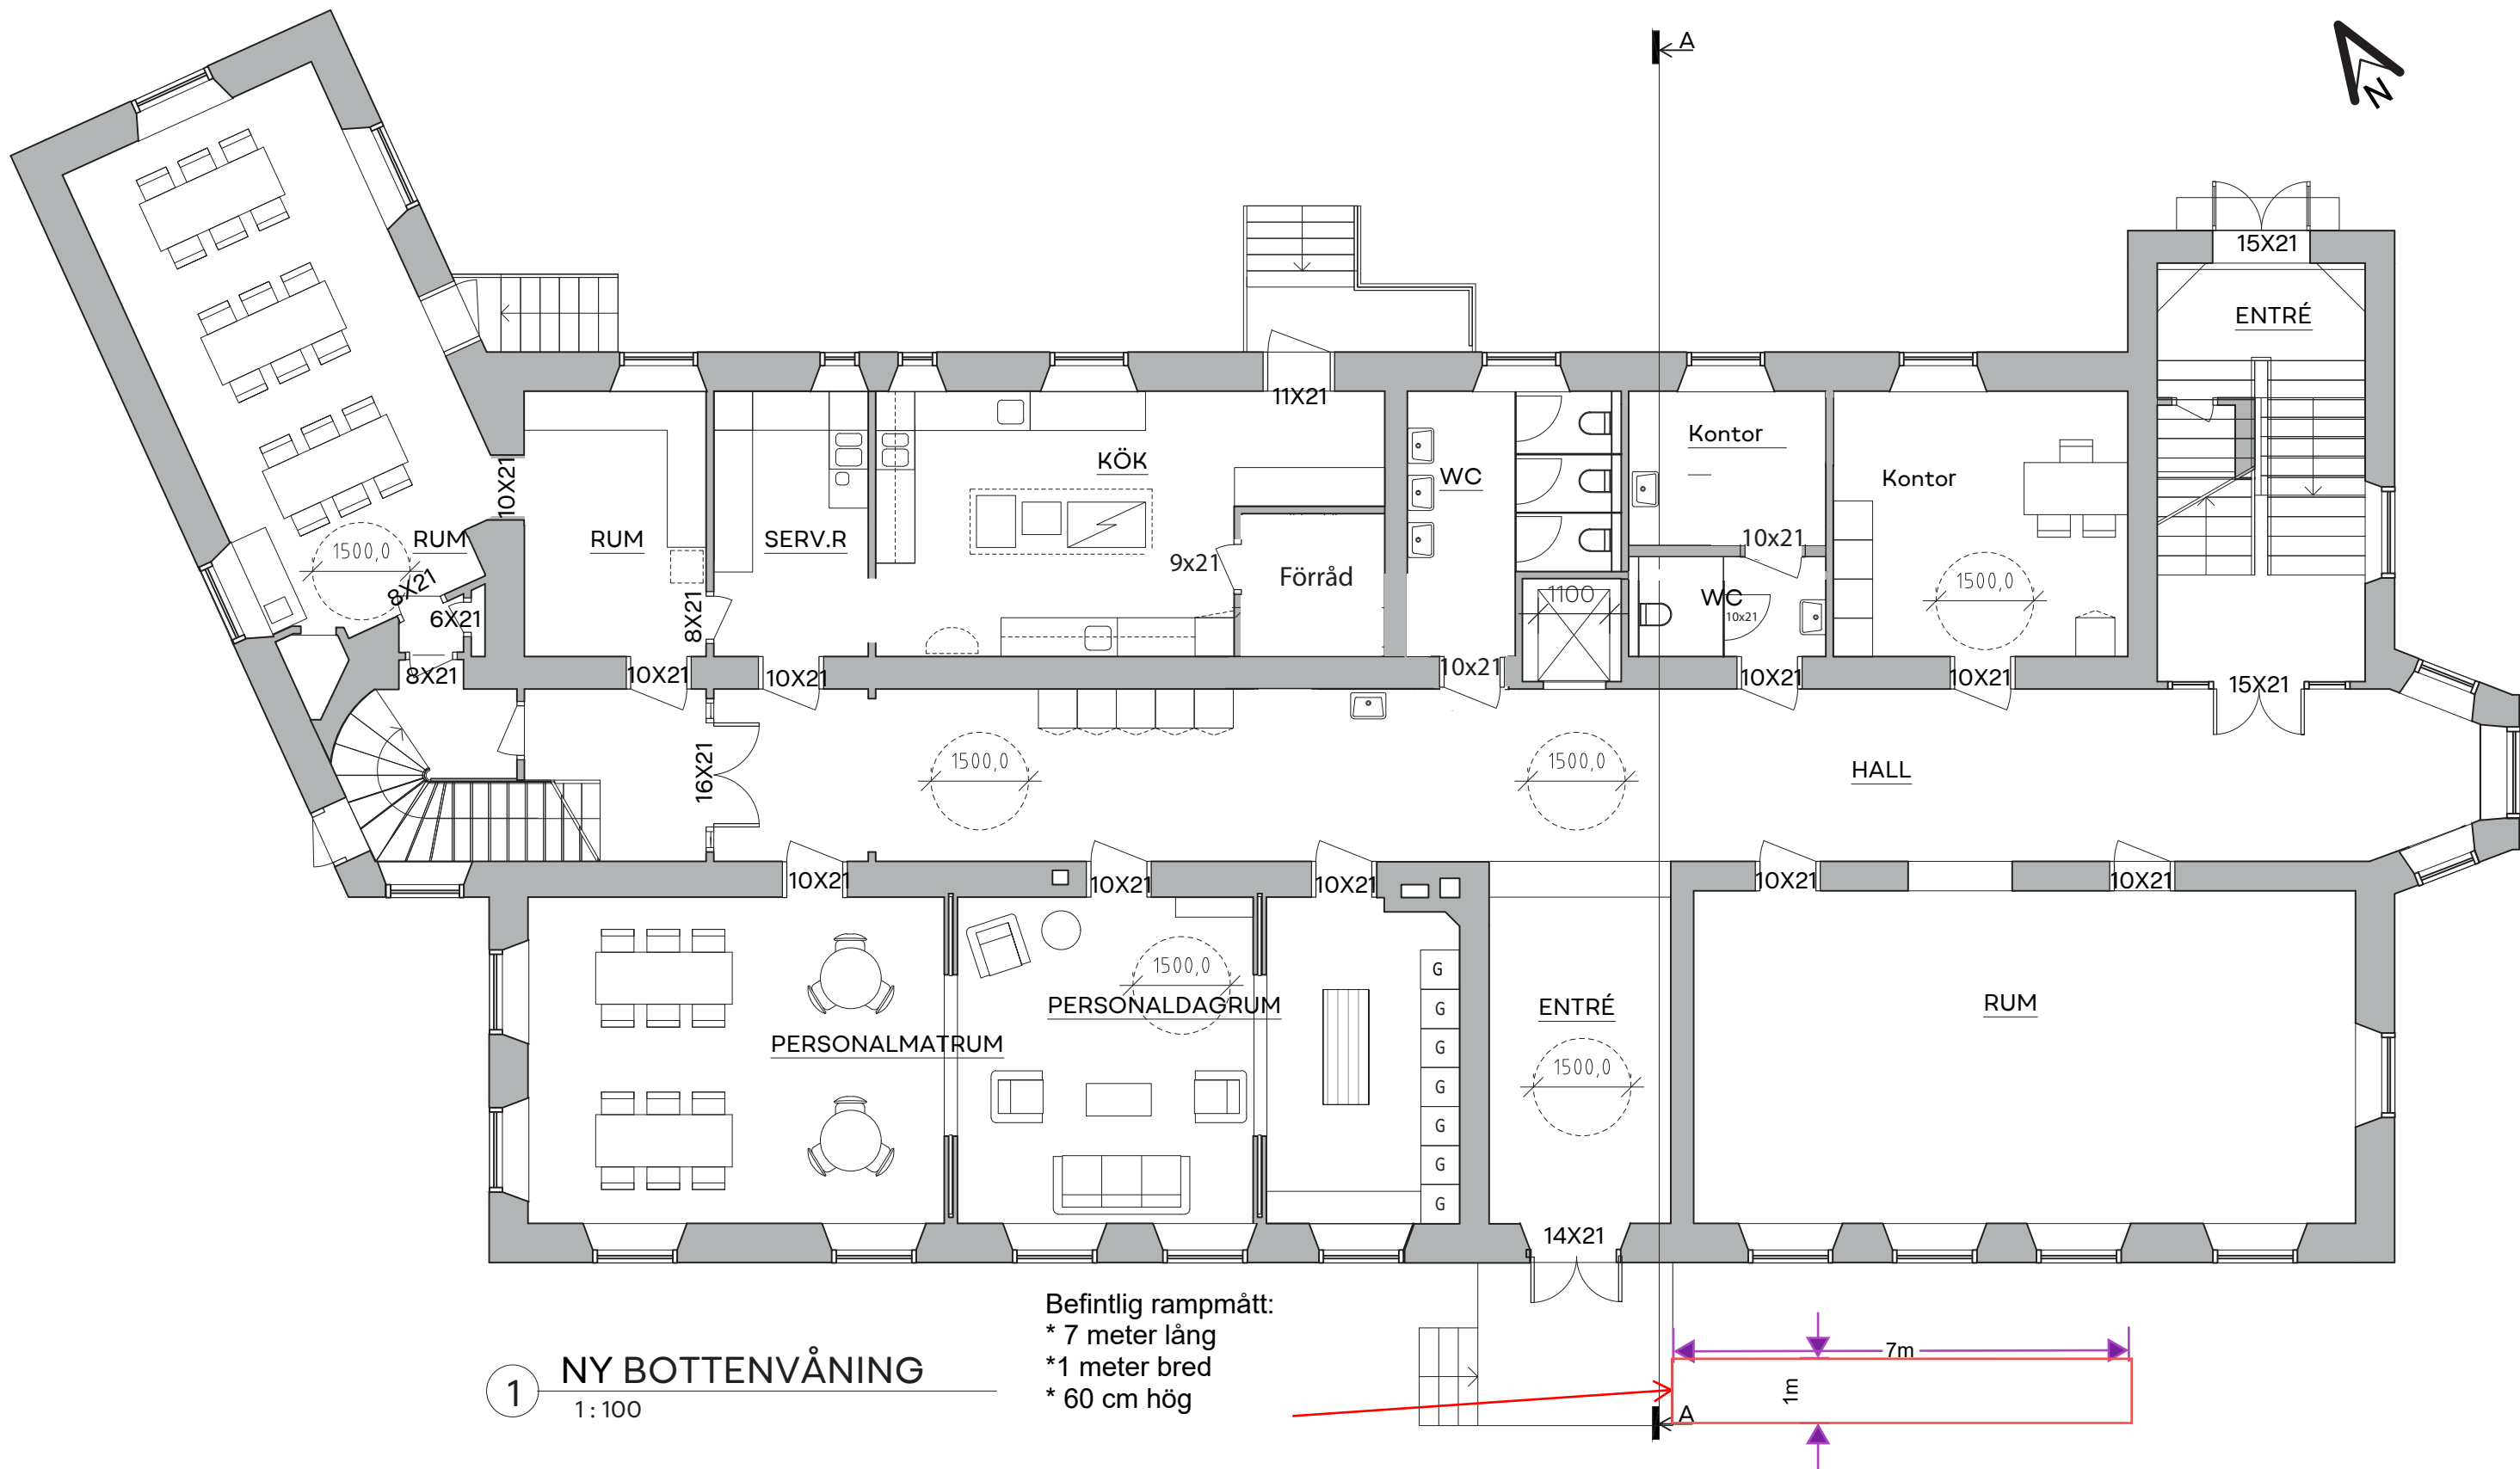 A
N
15X21
ENTRÉ
11X21
Kontor
KÖK
WC
Kontor
10X21
RUM
RUM
SERV.R
10x21
1500,0
9x21
Förråd
1500,0
8X21
1100
WC
6X21
8X21
10x21
8X21
10X21
10X21
10x21
10X21
10X21
15X21
16X21
1500,0
1500,0
HALL
10X21
10X21
10X21
10X21
10X21
1500,0
G
PERSONALDAGRUM
G
ENTRÉ
RUM
PERSONALMATRUM
G
1500,0
G
G
G
G
14X21
Befintlig rampmått:
* 7 meter lång
*1 meter bred
* 60 cm hög
7m
1m
1
NY BOTTENVÅNING
1 : 100
A